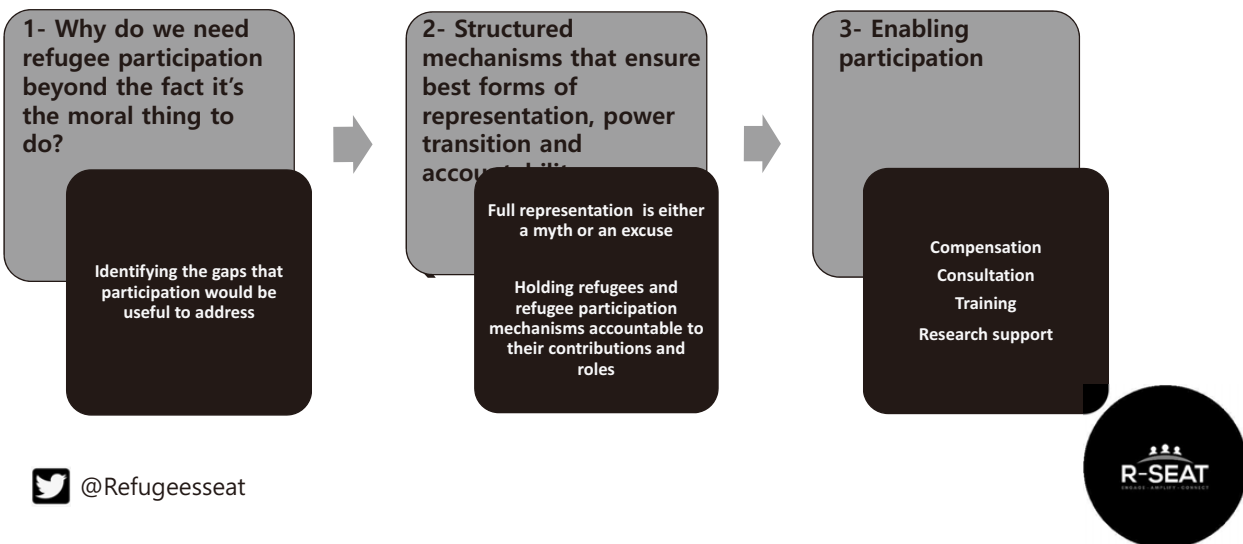 1- Why do we need
refugee participation
beyond the fact it's
the moral thing to
do?
Identifying the gaps that
participation would be
useful to address
2- Structured
mechanisms that ensure
best forms of
representation, power
transition and
Full representation is either
a myth or an excuse
Holding refugees and
refugee participation
mechanisms accountable to
their contributions and
roles
3- Enabling
participation
Compensation
Consultation
Training
Research support
@Refugeesseat
R-SEAT
ENGAGE - AMPLIFY - CONNECT